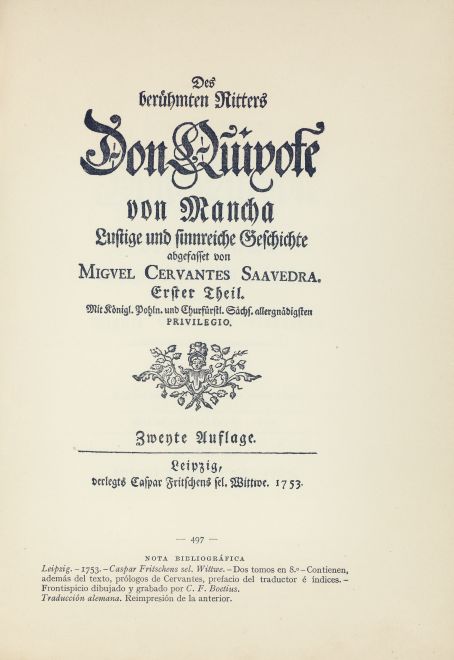 Des
berühmten Ritters
Don Quixote
von Mancha
Lustige und sinnreiche Geschichte
abgefasset von
MIGVEL CERVANTES SAAVEDRA.
Erster Theil.
Mit Königl. Pohln. und Churfürstl. Sächs. allergnädigsten
PRIVILEGIO.
Zweyte Auflage.
Leipzig,
verlegts Caspar Fritschens sel. Wittwe. 1753.
— 497 —
NOTA BIBLIOGRÁFICA
Leipzig. – 1753. – Caspar Fritschens sel. Wittwe. – Dos tomos en 8.º – Contienen,
además del texto, prólogos de Cervantes, prefacio del traductor é índices. –
Frontispicio dibujado y grabado por C. F. Boetius.
Traducción alemana. Reimpresión de la anterior.